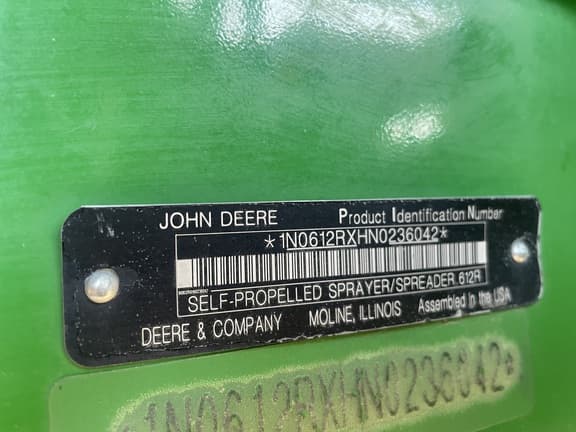 JOHN DEERE Product Identification Number
*1N0612RXHN0236042*
SELF-PROPELLED SPRAYER/SPREADER 612R
DEERE & COMPANY MOLINE, ILLINOIS Assembled in the USA
*1N0612RXHN0236042*